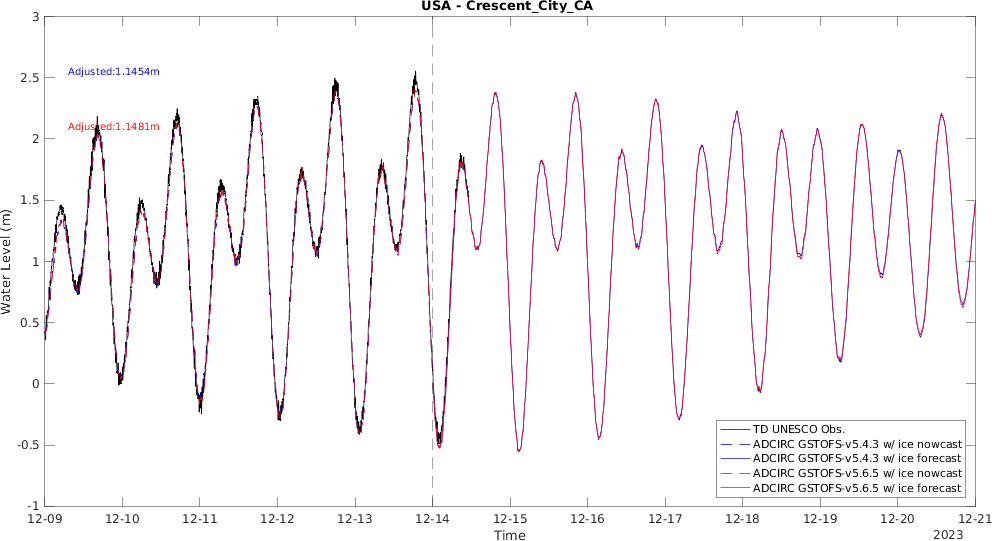 USA - Crescent_City_CA
3
2.5
2
1.5
1
0.5
0
-0.5
-1
Water Level (m)
Adjusted:1.1454m
Adjusted:1.1481m
TD UNESCO Obs.
ADCIRC GSTOFS-v5.4.3 w/ ice nowcast
ADCIRC GSTOFS-v5.4.3 w/ ice forecast
ADCIRC GSTOFS-v5.6.5 w/ ice nowcast
ADCIRC GSTOFS-v5.6.5 w/ ice forecast
12-09 12-10 12-11 12-12 12-13 12-14 12-15 12-16 12-17 12-18 12-19 12-20 12-21
Time
2023